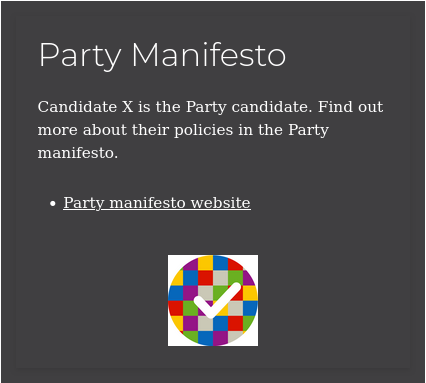 Party Manifesto
Candidate X is the Party candidate. Find out
more about their policies in the Party
manifesto.
• Party manifesto website